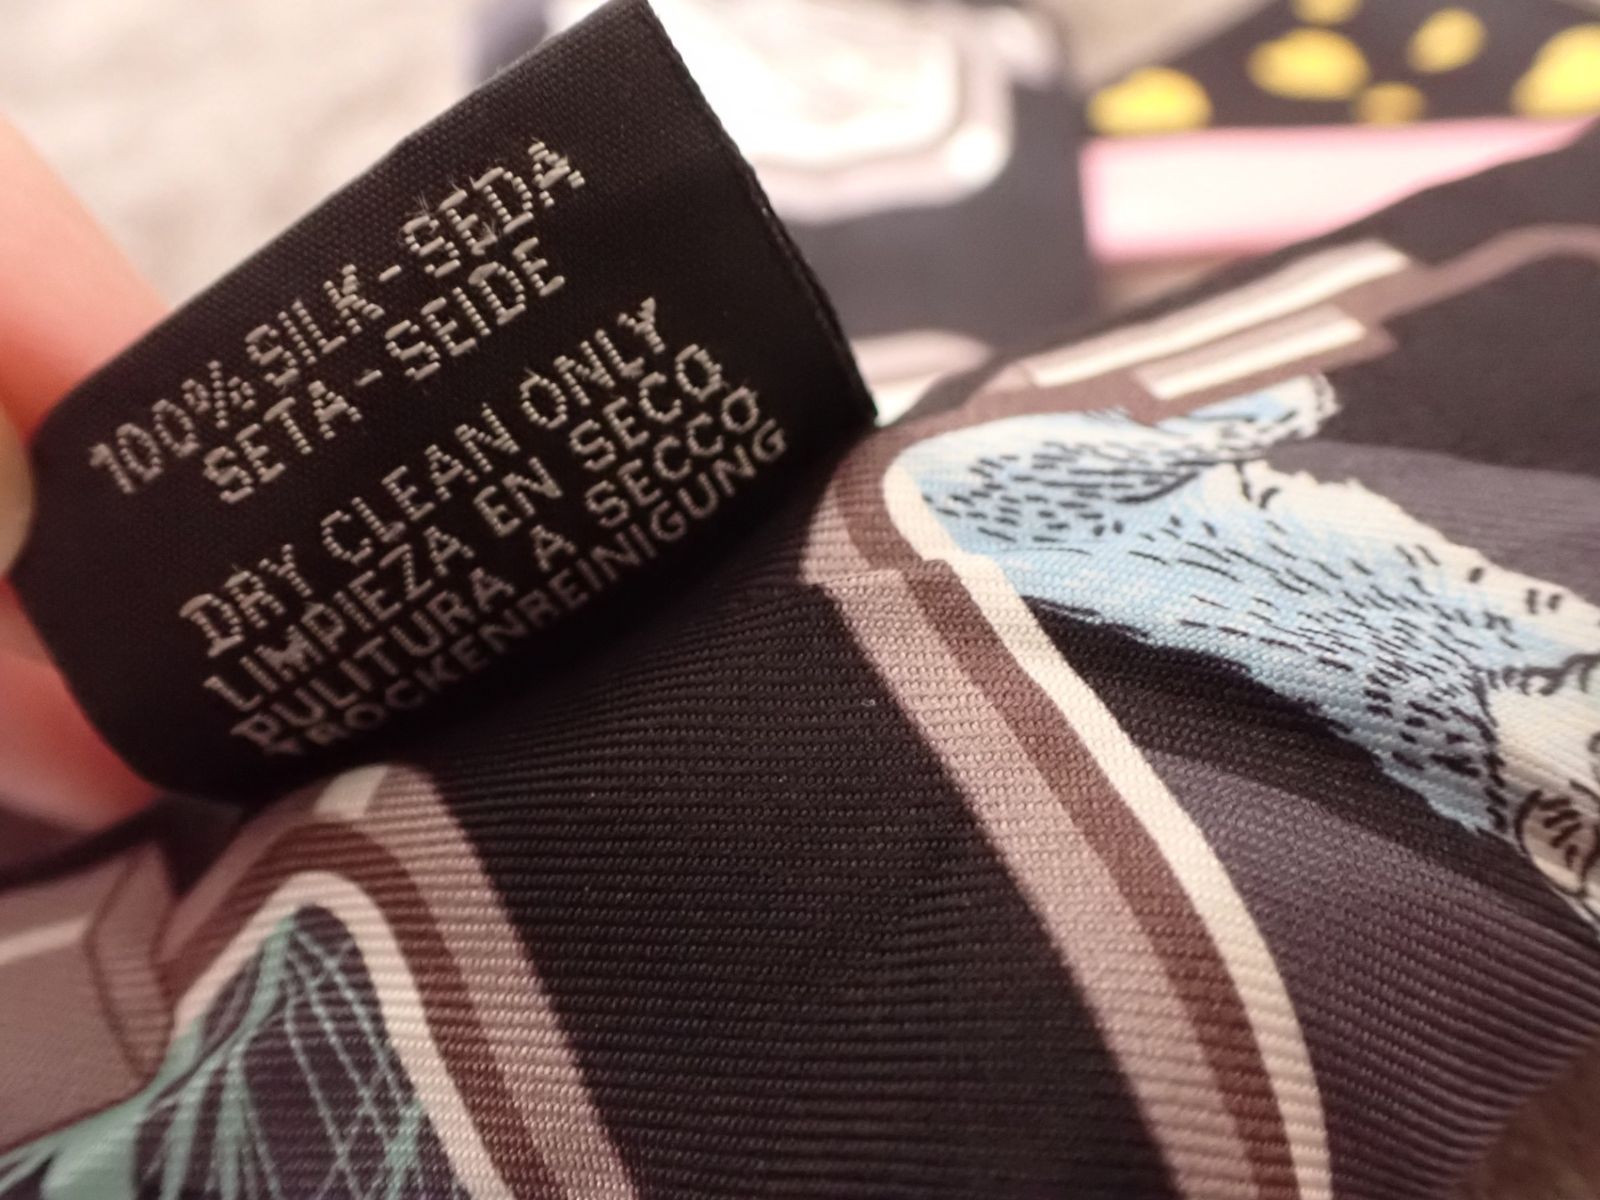 100% SILK - SEDA
SETA - SEIDE
DRY CLEAN ONLY
LIMPIEZA EN SECO
PULITURA A SECCO
TROCKENREINIGUNG